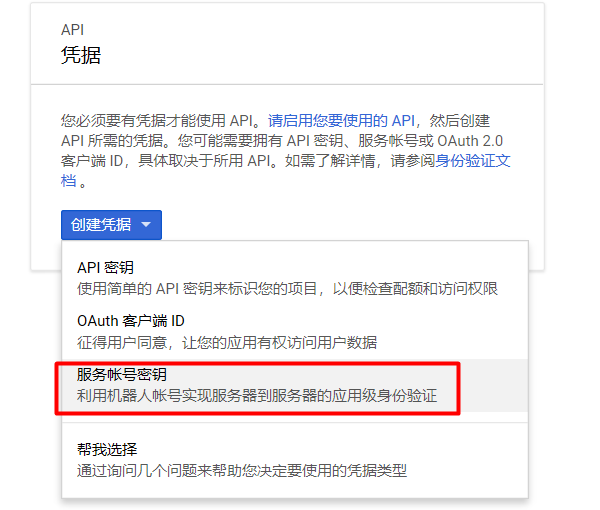 API
凭据
您必须要有凭据才能使用 API。请启用您要使用的 API，然后创建
API 所需的凭据。您可能需要拥有 API 密钥、服务帐号或 OAuth 2.0
客户端 ID，具体取决于所用 API。如需了解详情，请参阅身份验证文
档 。
创建凭据
API 密钥
使用简单的 API 密钥来标识您的项目，以便检查配额和访问权限
OAuth 客户端 ID
征得用户同意，让您的应用有权访问用户数据
服务帐号密钥
利用机器人帐号实现服务器到服务器的应用级身份验证
帮我选择
通过询问几个问题来帮助您决定要使用的凭据类型